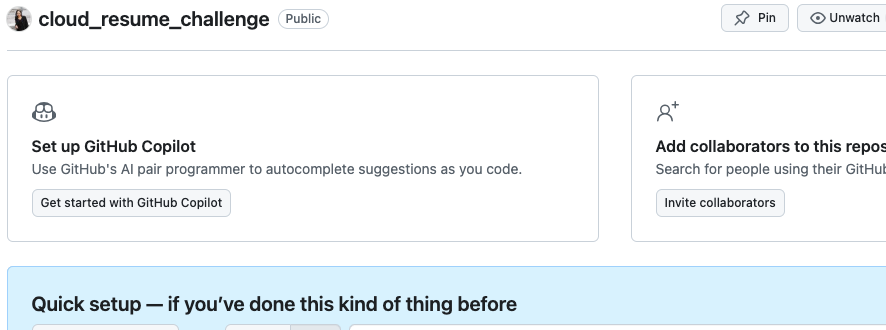 cloud_resume_challenge Public Pin Unwatch
Set up GitHub Copilot
Use GitHub's AI pair programmer to autocomplete suggestions as you code.
Get started with GitHub Copilot
Add collaborators to this repos
Search for people using their GitHub
Invite collaborators
Quick setup — if you've done this kind of thing before